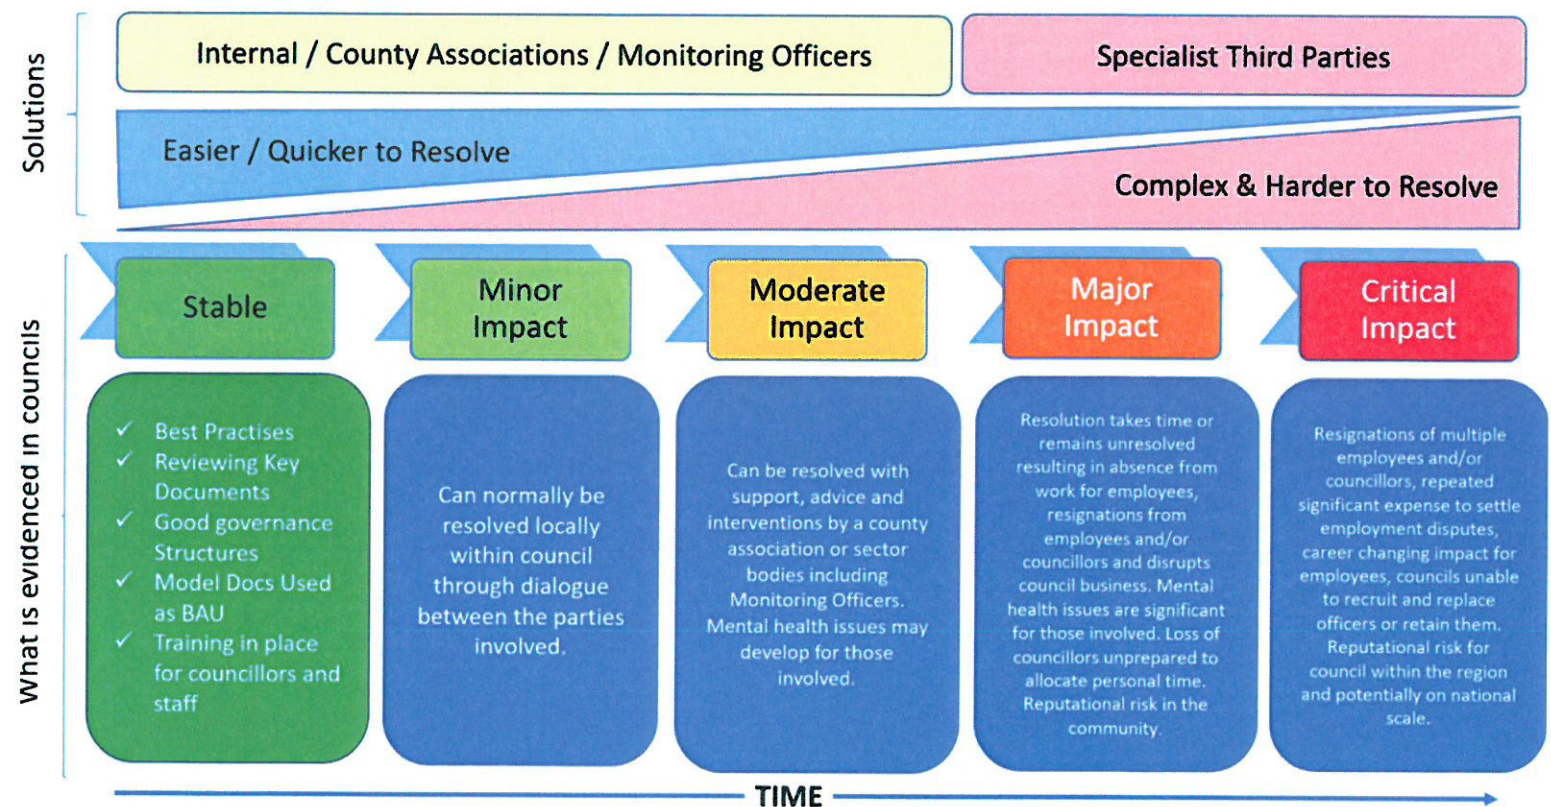 Solutions
Internal / County Associations / Monitoring Officers
Specialist Third Parties
Easier / Quicker to Resolve
Complex & Harder to Resolve
What is evidenced in councils
Stable
✓ Best Practises
✓ Reviewing Key
Documents
✓ Good governance
Structures
✓ Model Docs Used
as BAU
✓ Training in place
for councillors and
staff
Minor
Impact
Can normally be
resolved locally
within council
through dialogue
between the parties
involved.
Moderate
Impact
Can be resolved with
support, advice and
interventions by a county
association or sector
bodies including
Monitoring Officers.
Mental health issues may
develop for those
involved.
Major
Impact
Resolution takes time or
remains unresolved
resulting in absence from
work for employees,
resignations from
employees and/or
councillors and disrupts
council business. Mental
health issues are significant
for those involved. Loss of
councillors unprepared to
allocate personal time.
Reputational risk in the
community.
Critical
Impact
Resignations of multiple
employees and/or
councillors, repeated
significant expense to settle
employment disputes,
career changing impact for
employees, councils unable
to recruit and replace
officers or retain them.
Reputational risk for
council within the region
and potentially on national
scale.
TIME